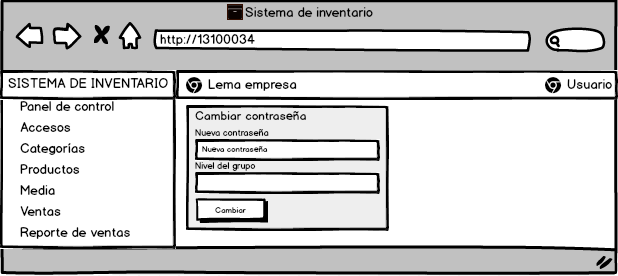 Sistema de inventario
http://13100034
SISTEMA DE INVENTARIO
Lema empresa
Usuario
Panel de control
Accesos
Categorías
Productos
Media
Ventas
Reporte de ventas
Cambiar contraseña
Nueva contraseña
Nueva contraseña
Nivel del grupo
Cambiar